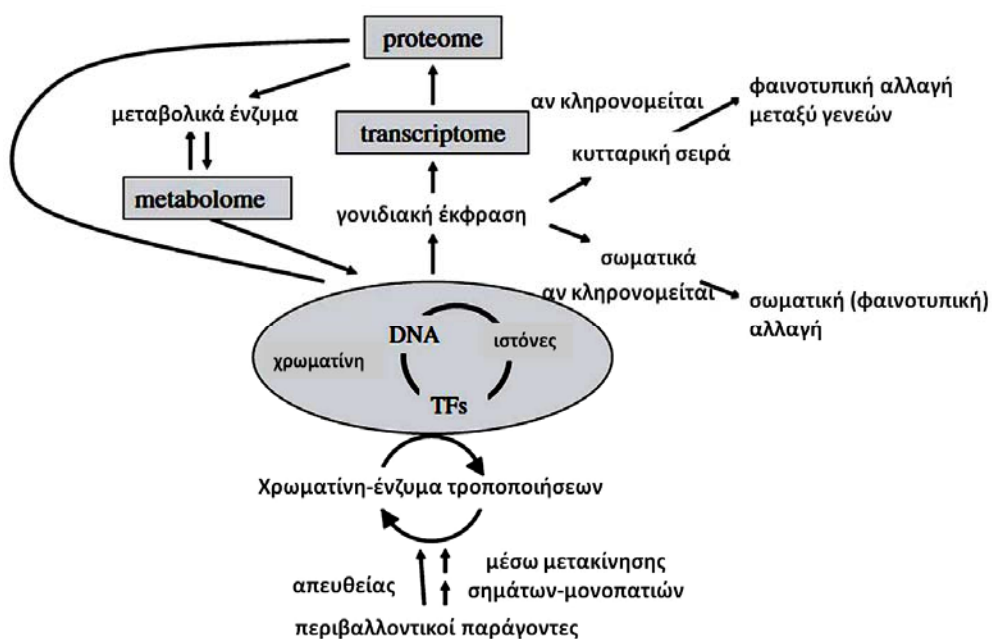 proteome
φαινοτυπική αλλαγή
μεταξύ γενεών
μεταβολικά ένζυμα
αν κληρονομείται
transcriptome
κυτταρική σειρά
metabolome
γονιδιακή έκφραση
σωματικά
αν κληρονομείται
σωματική (φαινοτυπική)
αλλαγή
DNA
ιστόνες
χρωματίνη
TFs
Χρωματίνη-ένζυμα τροποποιήσεων
απευθείας
μέσω μετακίνησης
σημάτων-μονοπατιών
περιβαλλοντικοί παράγοντες